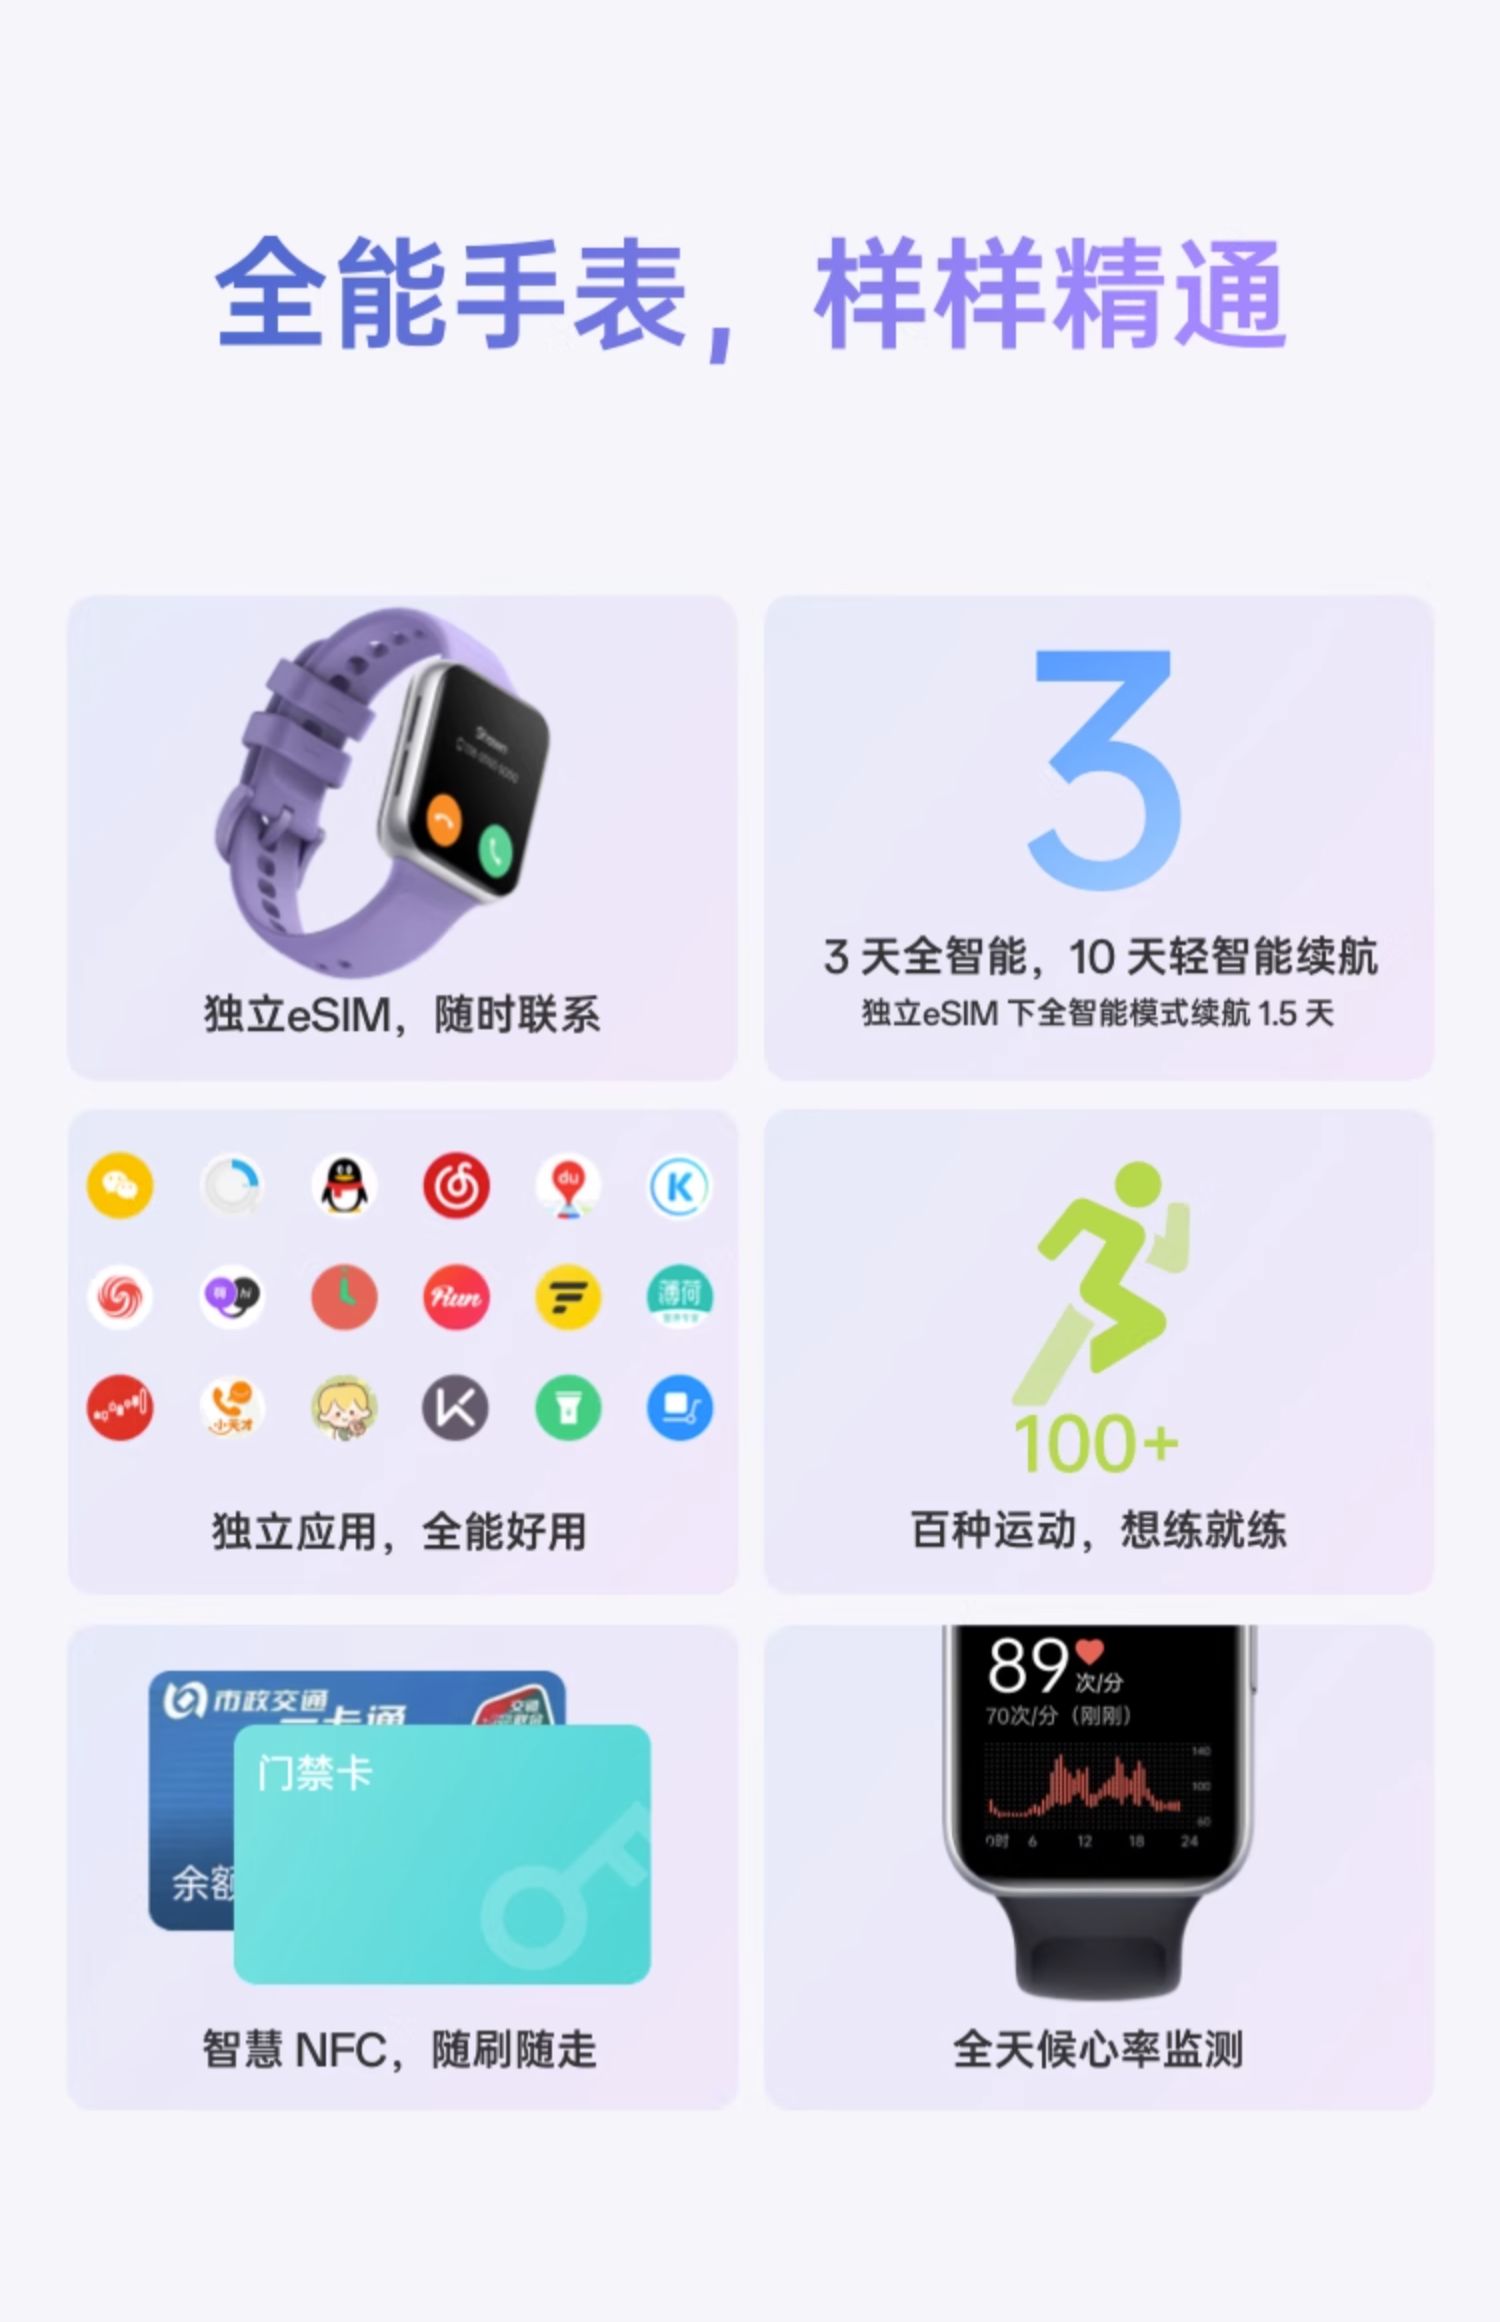 全能手表，样样精通
Shawn
独立eSIM，随时联系
3
3 天全智能，10 天轻智能续航
独立eSIM 下全智能模式续航 1.5 天
du
K
hi
Run
薄荷
小天才
独立应用，全能好用
100+
百种运动，想练就练
市政交通
一卡通
门禁卡
余额
智慧 NFC，随刷随走
89
次/分
70次/分（刚刚）
140
100
60
0时 6 12 18 24
全天候心率监测